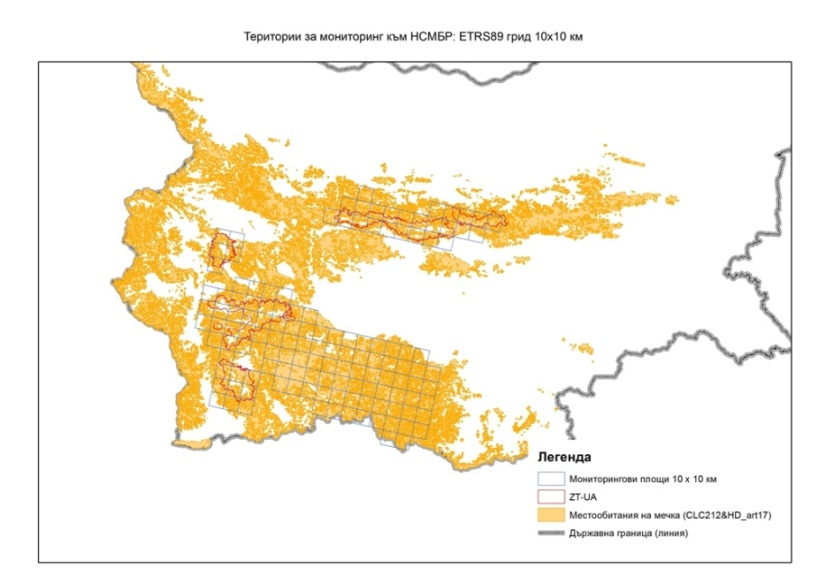 Територии за мониторинг към НСМБР: ETRS89 грид 10x10 км
Легенда
Мониторингови площи 10 x 10 км
ZT-UA
Местообитания на мечка (CLC212&HD_art17)
Държавна граница (линия)